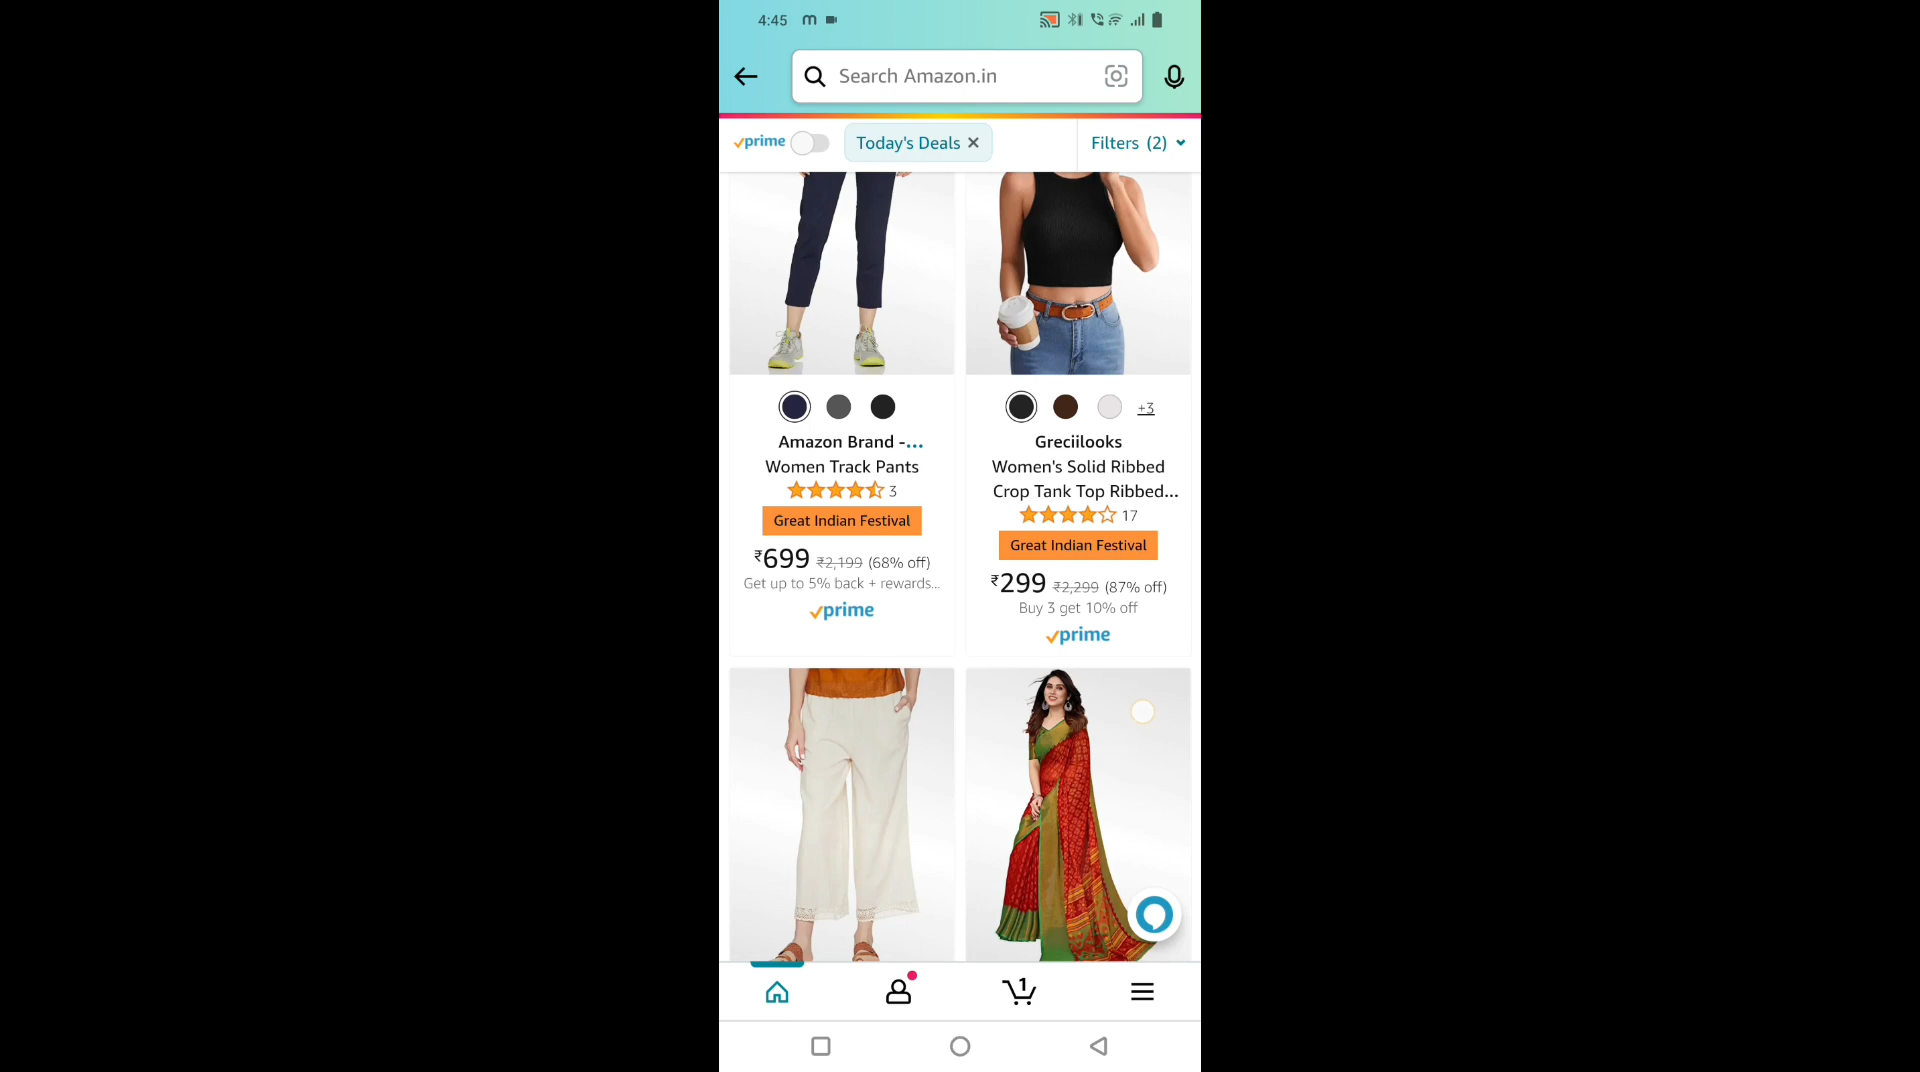 4:45
Search Amazon.in
prime
Today's Deals
Filters (2)
+3
Amazon Brand -...
Women Track Pants
3
Great Indian Festival
₹699 ₹2,199 (68% off)
Get up to 5% back + rewards...
prime
Greciilooks
Women's Solid Ribbed
Crop Tank Top Ribbed...
17
Great Indian Festival
₹299 ₹2,299 (87% off)
Buy 3 get 10% off
prime
1